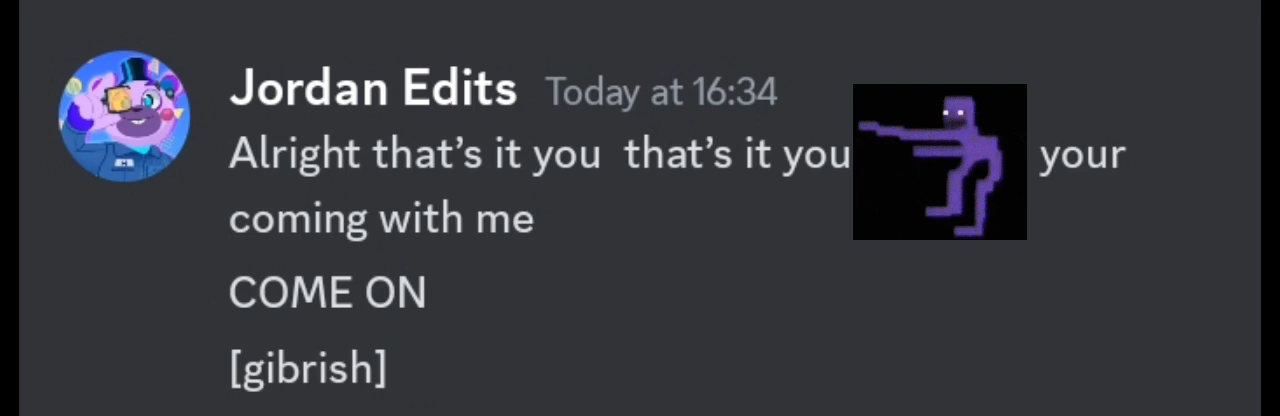 Jordan Edits Today at 16:34
Alright that’s it you  that’s it you your
coming with me
COME ON
[gibrish]